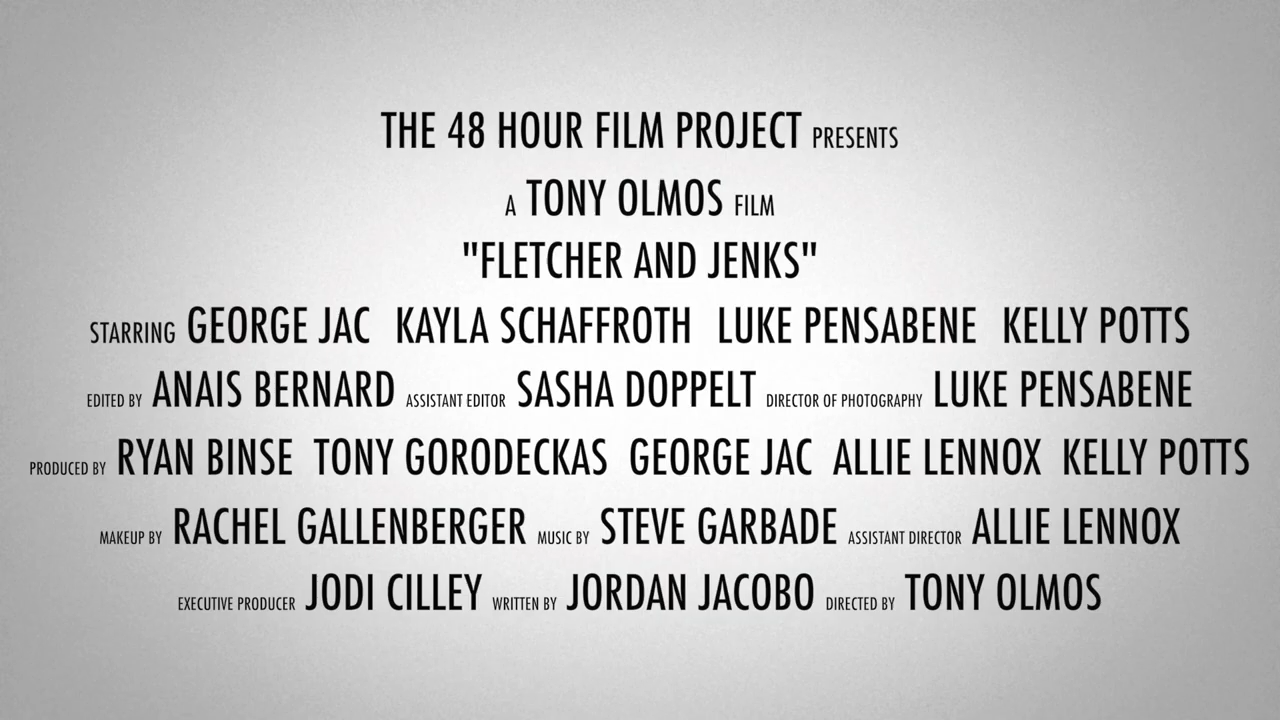 THE 48 HOUR FILM PROJECT PRESENTS
A TONY OLMOS FILM
"FLETCHER AND JENKS"
STARRING GEORGE JAC KAYLA SCHAFFROTH LUKE PENSABENE KELLY POTTS
EDITED BY ANAIS BERNARD ASSISTANT EDITOR SASHA DOPPELT DIRECTOR OF PHOTOGRAPHY LUKE PENSABENE
PRODUCED BY RYAN BINSE TONY GORODECKAS GEORGE JAC ALLIE LENNOX KELLY POTTS
MAKEUP BY RACHEL GALLENBERGER MUSIC BY STEVE GARBADE ASSISTANT DIRECTOR ALLIE LENNOX
EXECUTIVE PRODUCER JODI CILLEY WRITTEN BY JORDAN JACOBO DIRECTED BY TONY OLMOS